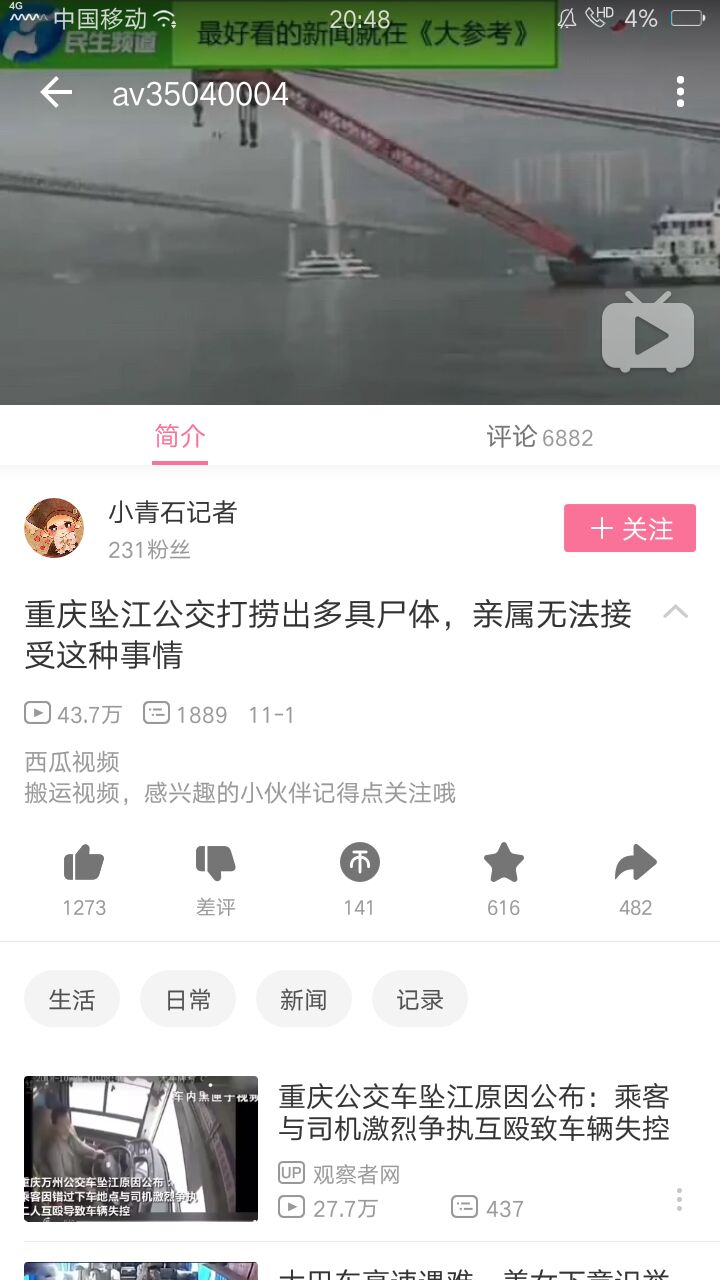 4G 中国移动 20:48 HD 4%
民生频道 最好看的新闻就在《大参考》
av35040004
简介 评论 6882
小青石记者
231粉丝
＋ 关注
重庆坠江公交打捞出多具尸体，亲属无法接
受这种事情
43.7万 1889 11-1
西瓜视频
搬运视频，感兴趣的小伙伴记得点关注哦
1273 差评 141 616 482
生活 日常 新闻 记录
车内黑匣子视频
庆万州公交车坠江原因公布：
乘客因错过下车地点与司机激烈争执
二人互殴导致车辆失控
重庆公交车坠江原因公布：乘客
与司机激烈争执互殴致车辆失控
UP 观察者网
27.7万 437